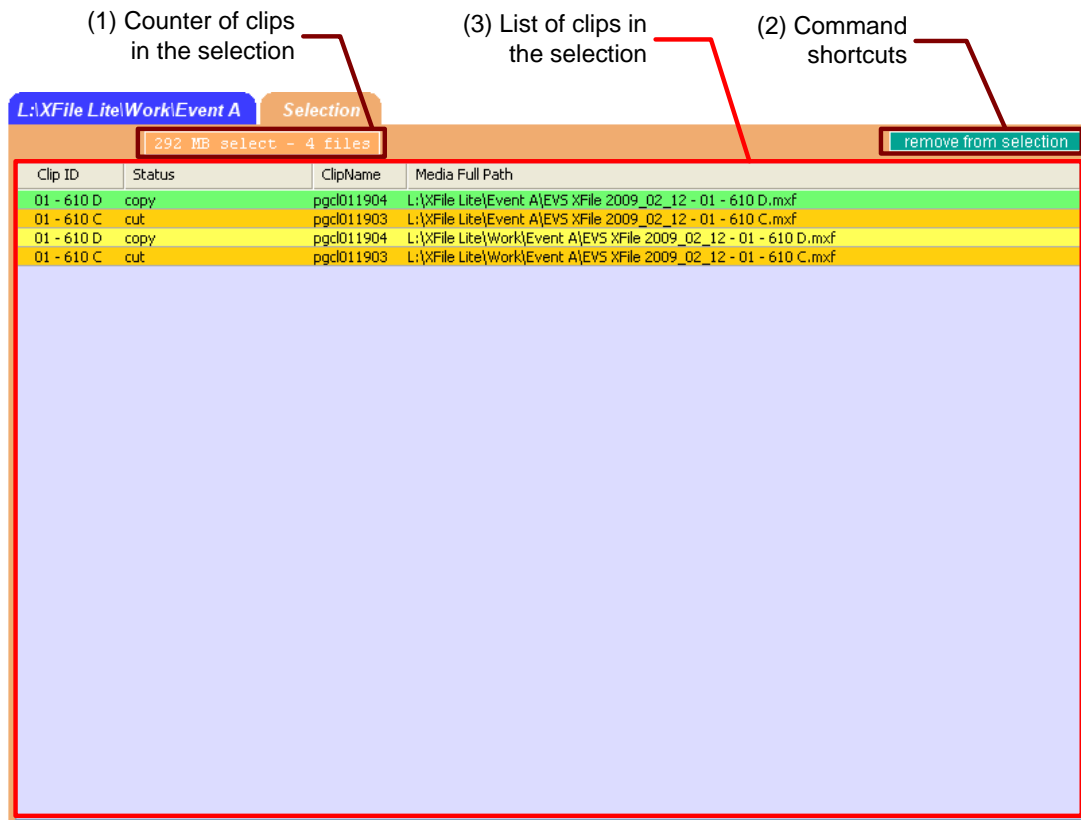 (1) Counter of clips
in the selection
(3) List of clips in
the selection
(2) Command
shortcuts
L:\XFile Lite\Work\Event A
Selection
292 MB select - 4 files
remove from selection
Clip ID Status ClipName Media Full Path
01 - 610 D copy pgcl011904 L:\XFile Lite\Event A\EVS XFile 2009_02_12 - 01 - 610 D.mxf
01 - 610 C cut pgcl011903 L:\XFile Lite\Event A\EVS XFile 2009_02_12 - 01 - 610 C.mxf
01 - 610 D copy pgcl011904 L:\XFile Lite\Work\Event A\EVS XFile 2009_02_12 - 01 - 610 D.mxf
01 - 610 C cut pgcl011903 L:\XFile Lite\Work\Event A\EVS XFile 2009_02_12 - 01 - 610 C.mxf